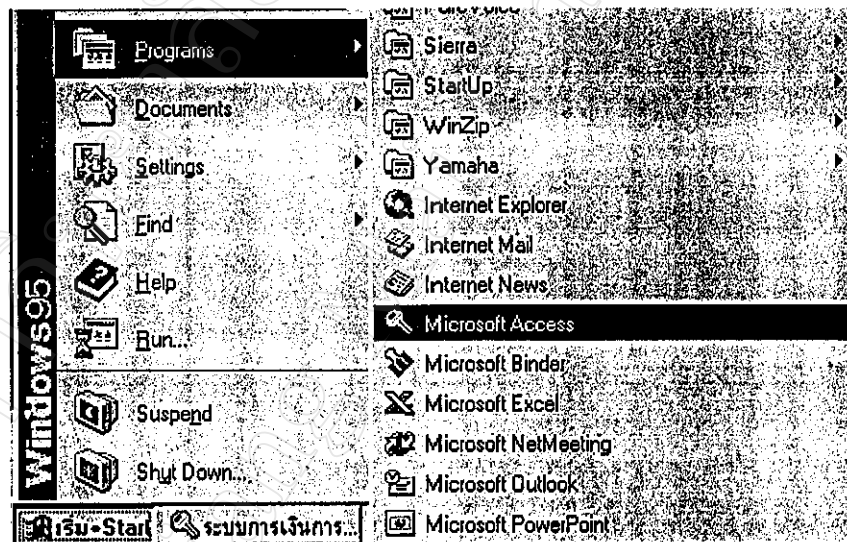 Programs
Documents
Settings
Find
Help
Run...
Suspend
Shut Down...
Windows95
Sierra
StartUp
WinZip
Yamaha
Internet Explorer
Internet Mail
Internet News
Microsoft Access
Microsoft Binder
Microsoft Excel
Microsoft NetMeeting
Microsoft Outlook
Microsoft PowerPoint
เริ่ม-Start ระบบการเงินการ...